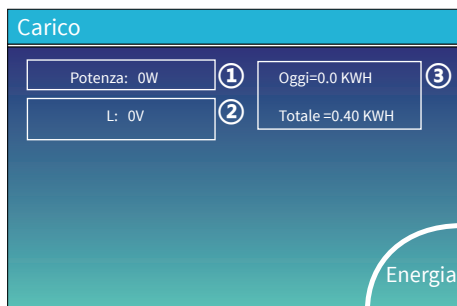 Carico
Potenza: 0W
①
L: 0V
②
Oggi=0.0 KWH
③
Totale =0.40 KWH
Energia